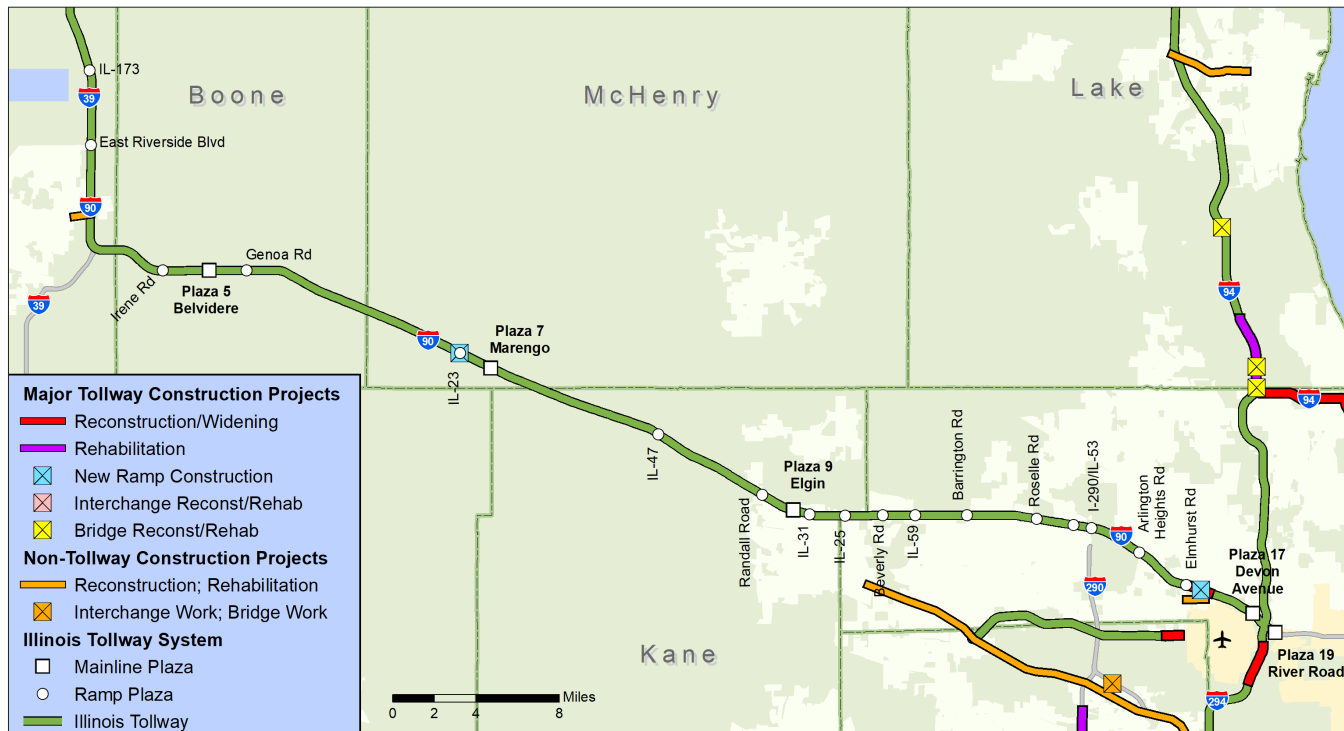 IL-173
39
Boone
McHenry
Lake
East Riverside Blvd
90
Genoa Rd
Irene Rd
Plaza 5
Belvidere
39
94
90
Plaza 7
Marengo
IL-23
94
IL-47
Randall Road
Plaza 9
Elgin
IL-31
IL-25
Beverly Rd
IL-59
Barrington Rd
Roselle Rd
I-290/IL-53
90
Arlington
Heights Rd
Elmhurst Rd
290
Plaza 17
Devon
Avenue
Plaza 19
River Road
294
Kane
Miles
0 2 4 8
Major Tollway Construction Projects
Reconstruction/Widening
Rehabilitation
New Ramp Construction
Interchange Reconst/Rehab
Bridge Reconst/Rehab
Non-Tollway Construction Projects
Reconstruction; Rehabilitation
Interchange Work; Bridge Work
Illinois Tollway System
Mainline Plaza
Ramp Plaza
Illinois Tollway